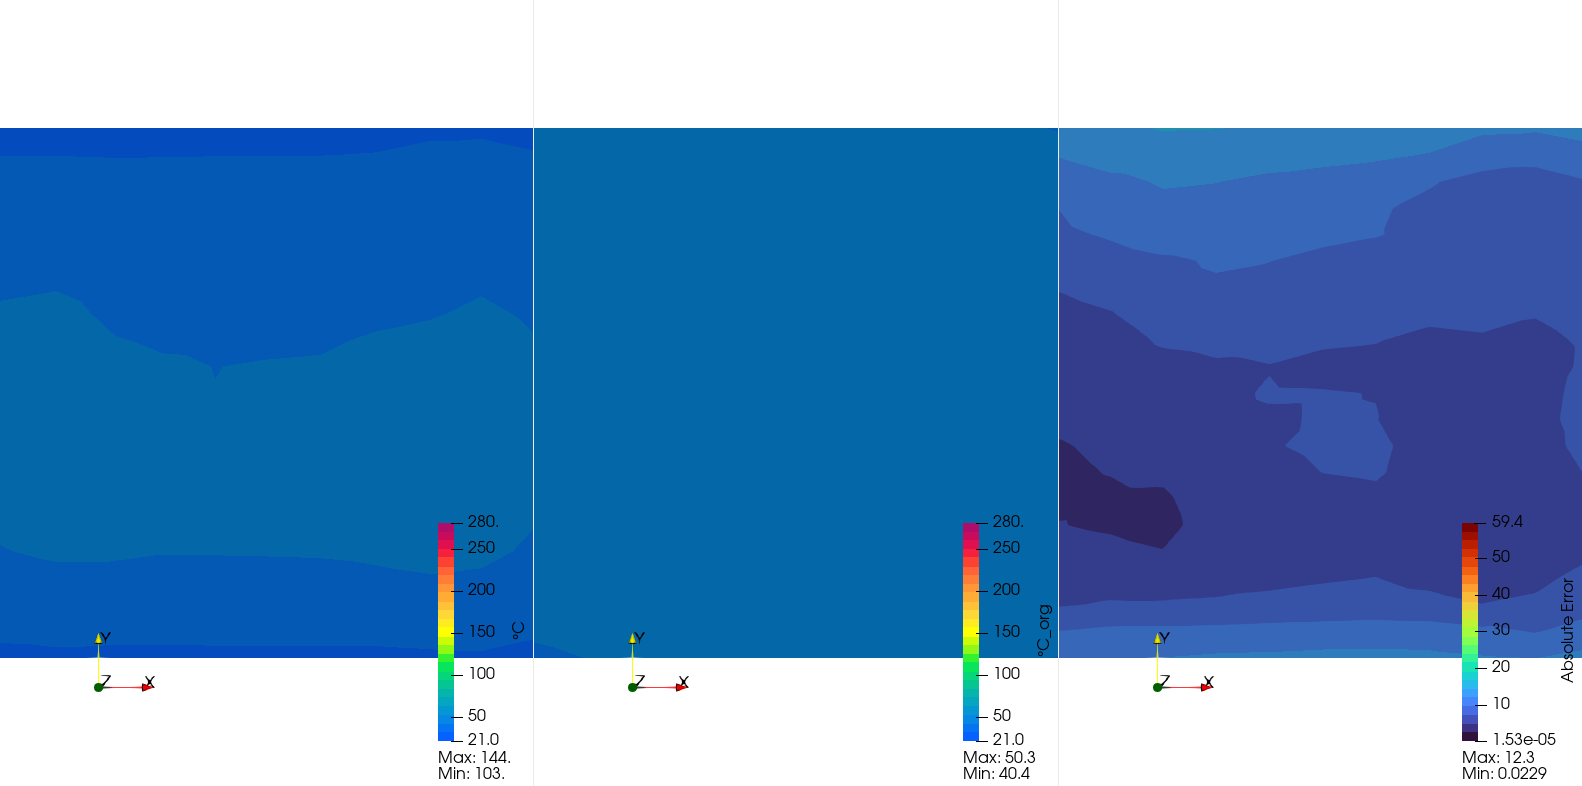 280.
250
200
150
100
50
21.0
°C
Max: 144.
Min: 103.
Y
Z
X
280.
250
200
150
100
50
21.0
°C_org
Max: 50.3
Min: 40.4
Y
Z
X
59.4
50
40
30
20
10
1.53e-05
Absolute Error
Max: 12.3
Min: 0.0229
Y
Z
X